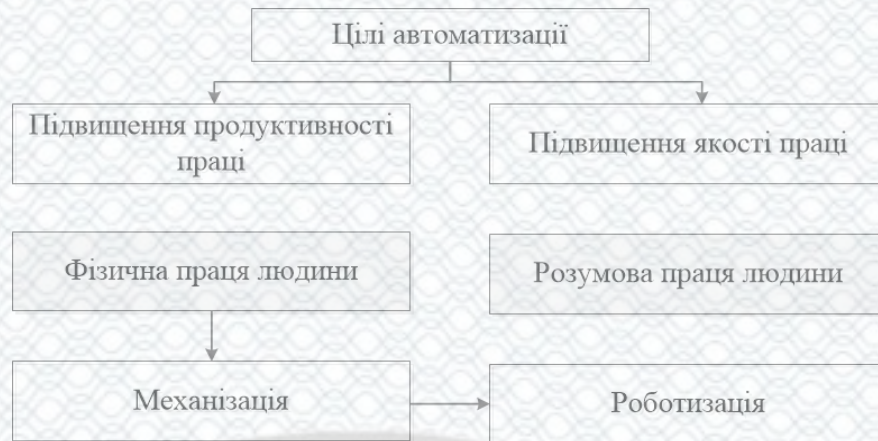 Цілі автоматизації
Підвищення продуктивності
праці
Підвищення якості праці
Фізична праця людини
Розумова праця людини
Механізація
Роботизація